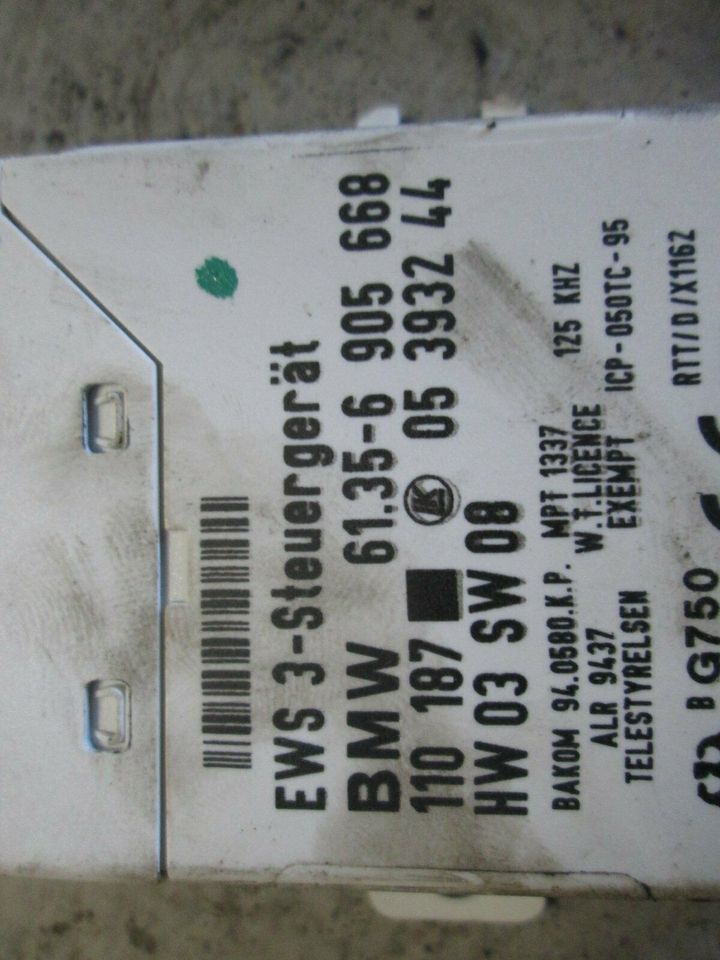 EWS 3-Steuergerät
BMW 61.35-6 905 668
110 187 LK 05 3932 44
HW 03 SW 08
BAKOM 94.0580.K.P. MPT 1337 125 KHZ
ALR 9437 W.T.LICENCE
TELESTYRELSEN EXEMPT ICP-050TC-95
RTT/D/X1162
B G750